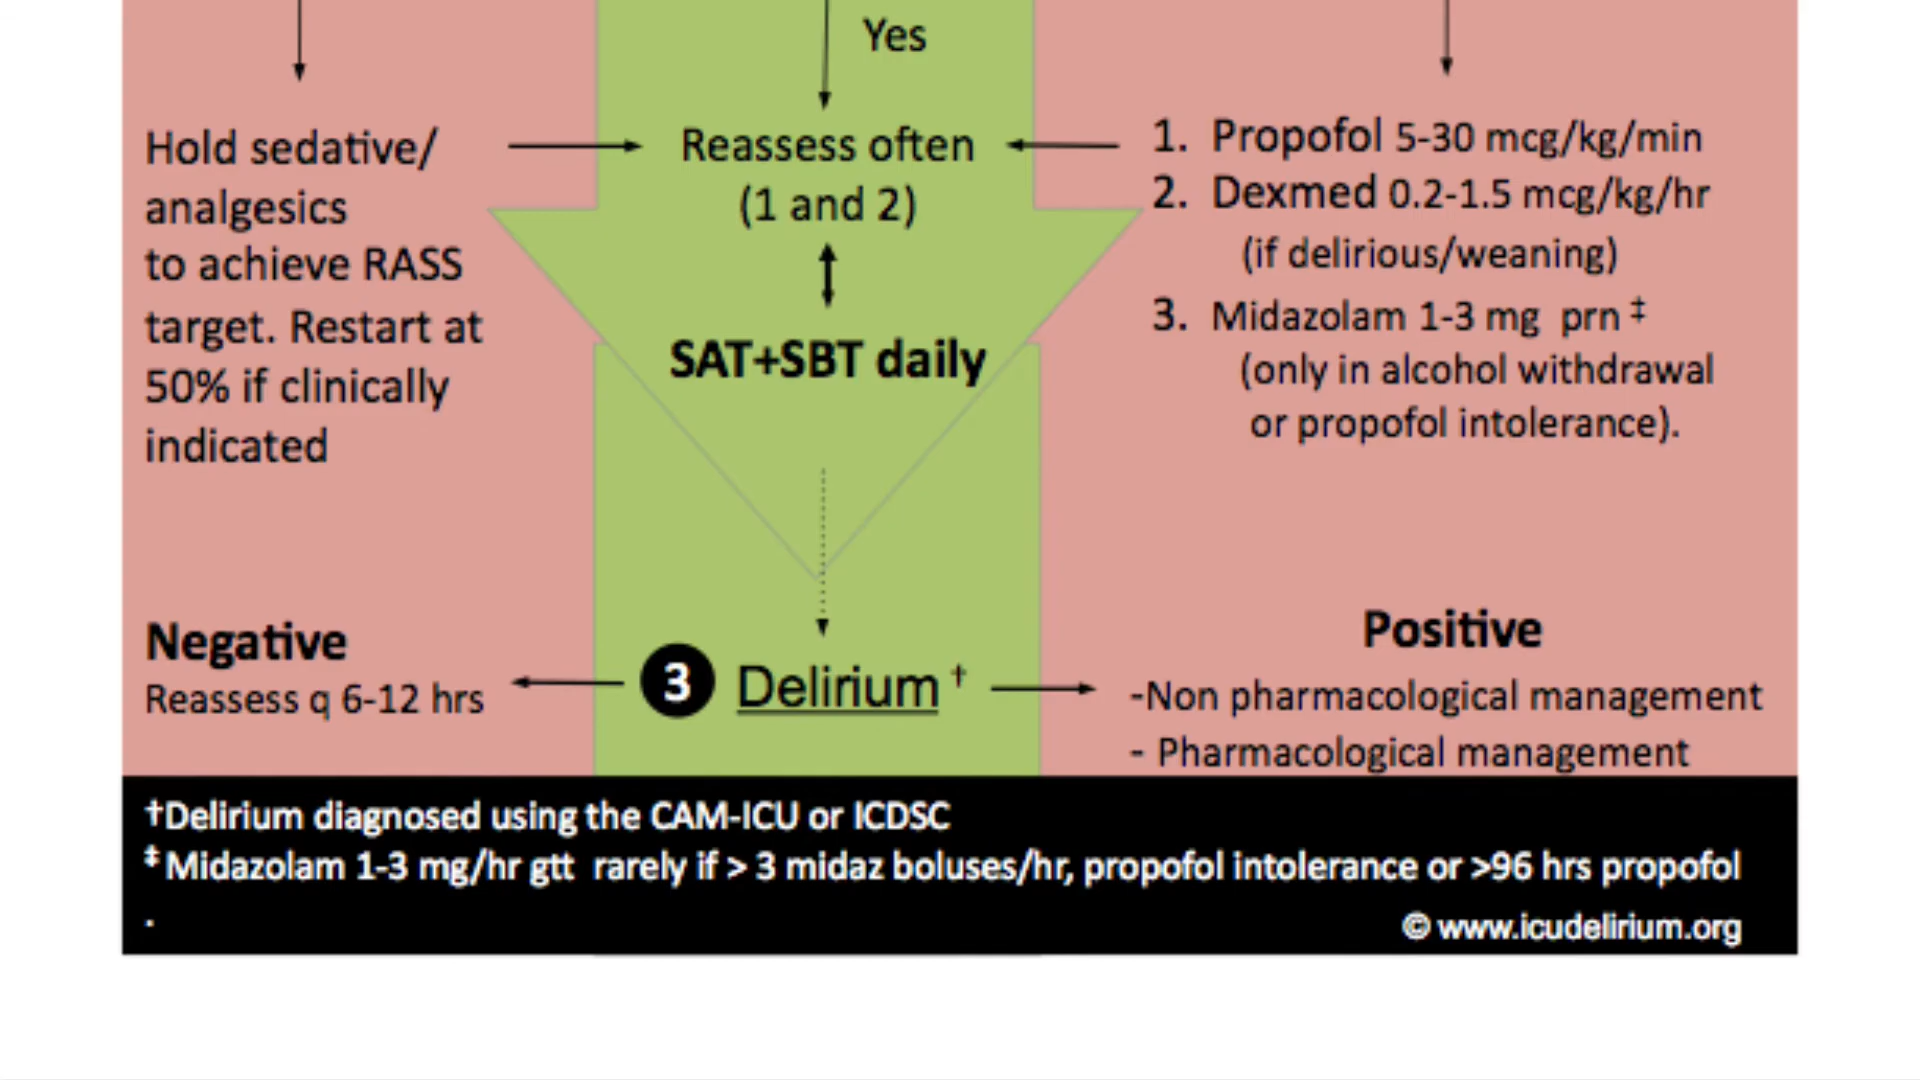 Yes
Hold sedative/
analgesics
to achieve RASS
target. Restart at
50% if clinically
indicated
Reassess often
(1 and 2)
SAT+SBT daily
1. Propofol 5-30 mcg/kg/min
2. Dexmed 0.2-1.5 mcg/kg/hr
(if delirious/weaning)
3. Midazolam 1-3 mg prn ‡
(only in alcohol withdrawal
or propofol intolerance).
Negative
Reassess q 6-12 hrs
3 Delirium †
Positive
-Non pharmacological management
- Pharmacological management
†Delirium diagnosed using the CAM-ICU or ICDSC
‡ Midazolam 1-3 mg/hr gtt rarely if > 3 midaz boluses/hr, propofol intolerance or >96 hrs propofol
.
© www.icudelirium.org